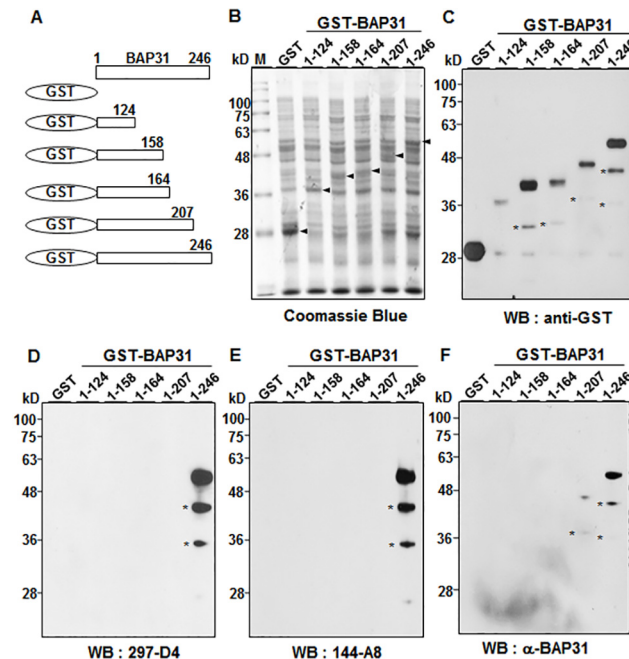 A
1 BAP31 246
GST
GST 124
GST 158
GST 164
GST 207
GST 246
B
GST-BAP31
kD M GST 1-124 1-158 1-164 1-207 1-246
100
75
63
48
36
28
Coomassie Blue
C
GST-BAP31
kD GST 1-124 1-158 1-164 1-207 1-246
100
75
63
48
*
36 *
* *
28
WB : anti-GST
D
GST-BAP31
kD GST 1-124 1-158 1-164 1-207 1-246
100
75
63
48
*
36 *
28
WB : 297-D4
E
GST-BAP31
kD GST 1-124 1-158 1-164 1-207 1-246
100
75
63
48
*
36 *
28
WB : 144-A8
F
GST-BAP31
kD GST 1-124 1-158 1-164 1-207 1-246
100
75
63
48
*
36 * *
28
WB : α-BAP31